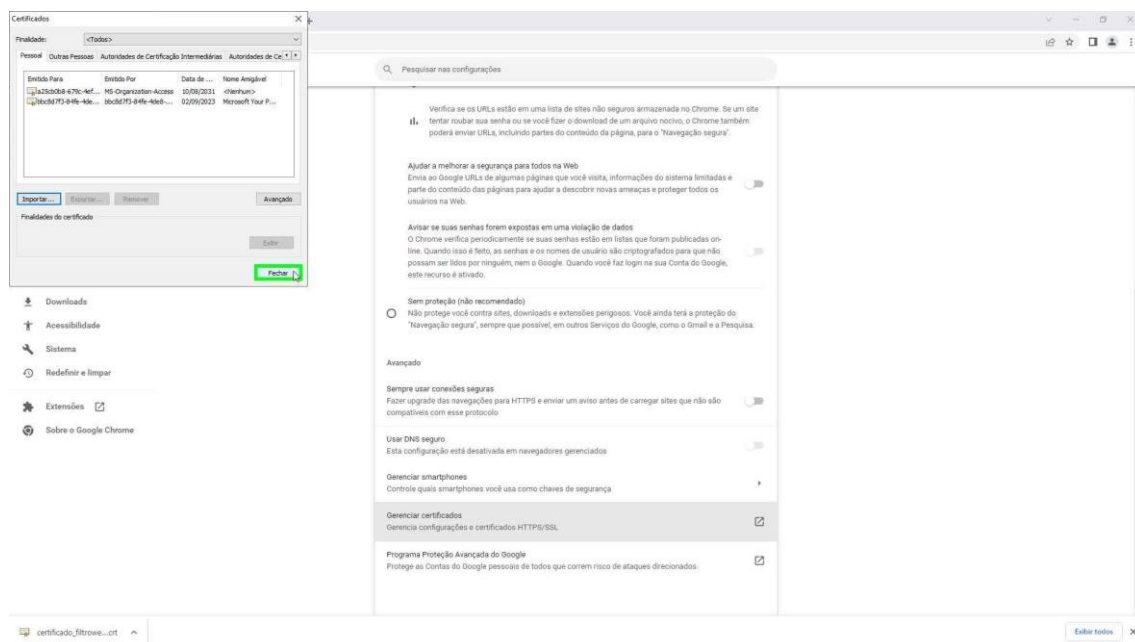 Certificados
Finalidade: <Todos>
Pessoal Outras Pessoas Autoridades de Certificação Intermediárias Autoridades de Ce
Emitido Para Emitido Por Data de ... Nome Amigável
a25cb0b8-679c-4ef... MS-Organization-Access 10/08/2031 <Nenhum>
bbc8d7f3-84fe-4de... bbc8d7f3-84fe-4de8-... 02/09/2023 Microsoft Your P...
Importar... Exportar... Remover Avançado
Finalidades do certificado
Exibir
Fechar
Downloads
Acessibilidade
Sistema
Redefinir e limpar
Extensões
Sobre o Google Chrome
Pesquisar nas configurações
Verifica se os URLs estão em uma lista de sites não seguros armazenada no Chrome. Se um site
tentar roubar sua senha ou se você fizer o download de um arquivo nocivo, o Chrome também
poderá enviar URLs, incluindo partes do conteúdo da página, para o "Navegação segura".
Ajudar a melhorar a segurança para todos na Web
Envia ao Google URLs de algumas páginas que você visita, informações do sistema limitadas e
parte do conteúdo das páginas para ajudar a descobrir novas ameaças e proteger todos os
usuários na Web.
Avisar se suas senhas forem expostas em uma violação de dados
O Chrome verifica periodicamente se suas senhas estão em listas que foram publicadas on-
line. Quando isso é feito, as senhas e os nomes de usuário são criptografados para que não
possam ser lidos por ninguém, nem o Google. Quando você faz login na sua Conta do Google,
este recurso é ativado.
Sem proteção (não recomendado)
Não protege você contra sites, downloads e extensões perigosos. Você ainda terá a proteção do
"Navegação segura", sempre que possível, em outros Serviços do Google, como o Gmail e a Pesquisa.
Avançado
Sempre usar conexões seguras
Fazer upgrade das navegações para HTTPS e enviar um aviso antes de carregar sites que não são
compatíveis com esse protocolo
Usar DNS seguro
Esta configuração está desativada em navegadores gerenciados
Gerenciar smartphones
Controle quais smartphones você usa como chaves de segurança
Gerenciar certificados
Gerencia configurações e certificados HTTPS/SSL
Programa Proteção Avançada do Google
Protege as Contas do Google pessoais de todos que correm risco de ataques direcionados.
certificado_filtrowe....crt
Exibir todos